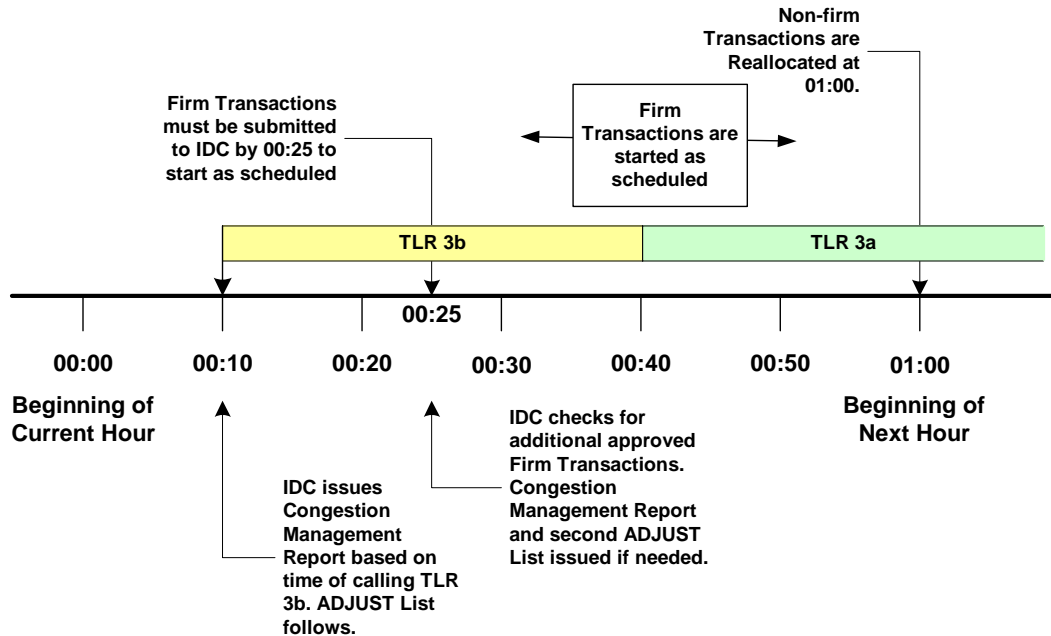 Non-firm
Transactions are
Reallocated at
01:00.
Firm Transactions
must be submitted
to IDC by 00:25 to
start as scheduled
Firm
Transactions are
started as
scheduled
TLR 3b
TLR 3a
00:25
00:00
00:10
00:20
00:30
00:40
00:50
01:00
Beginning of
Current Hour
Beginning of
Next Hour
IDC issues
Congestion
Management
Report based on
time of calling TLR
3b. ADJUST List
follows.
IDC checks for
additional approved
Firm Transactions.
Congestion
Management Report
and second ADJUST
List issued if needed.